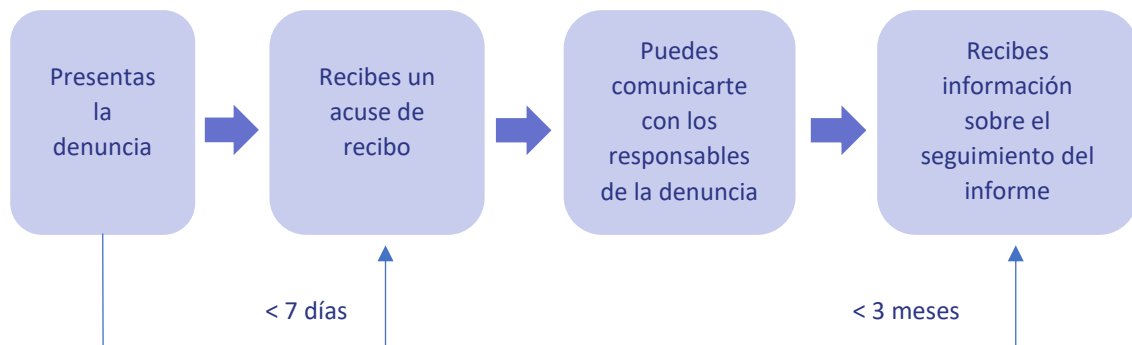 Presentas
la
denuncia
Recibes un
acuse de
recibo
Puedes
comunicarte
con los
responsables
de la denuncia
Recibes
información
sobre el
seguimiento del
informe
< 7 días
< 3 meses